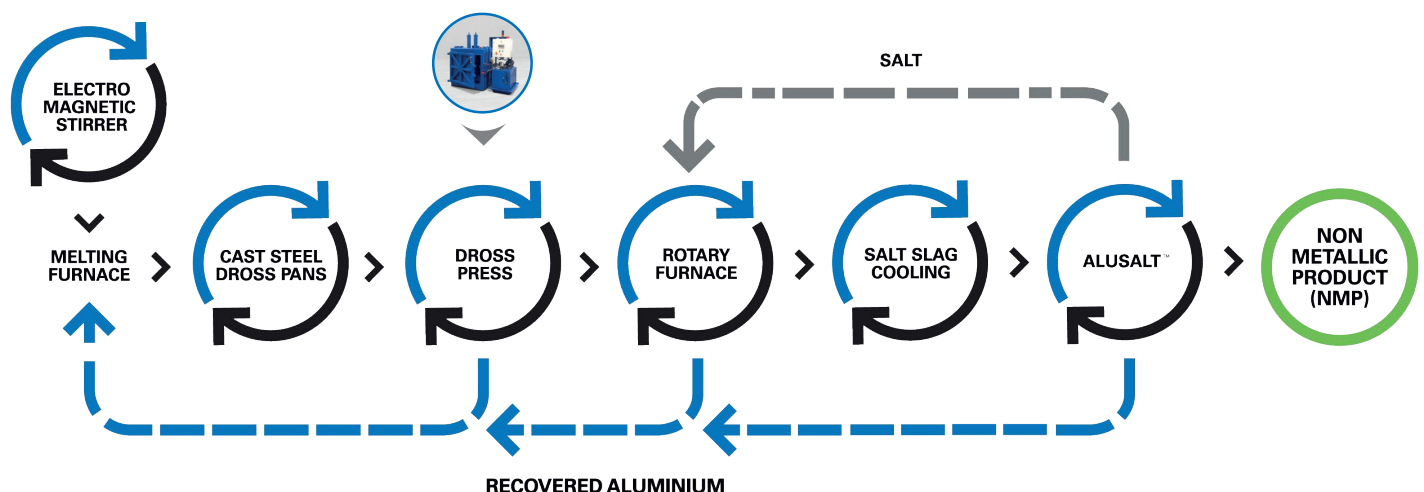 ELECTRO
MAGNETIC
STIRRER
SALT
MELTING
FURNACE
CAST STEEL
DROSS PANS
DROSS
PRESS
ROTARY
FURNACE
SALT SLAG
COOLING
ALUSALT™
NON
METALLIC
PRODUCT
(NMP)
RECOVERED ALUMINIUM